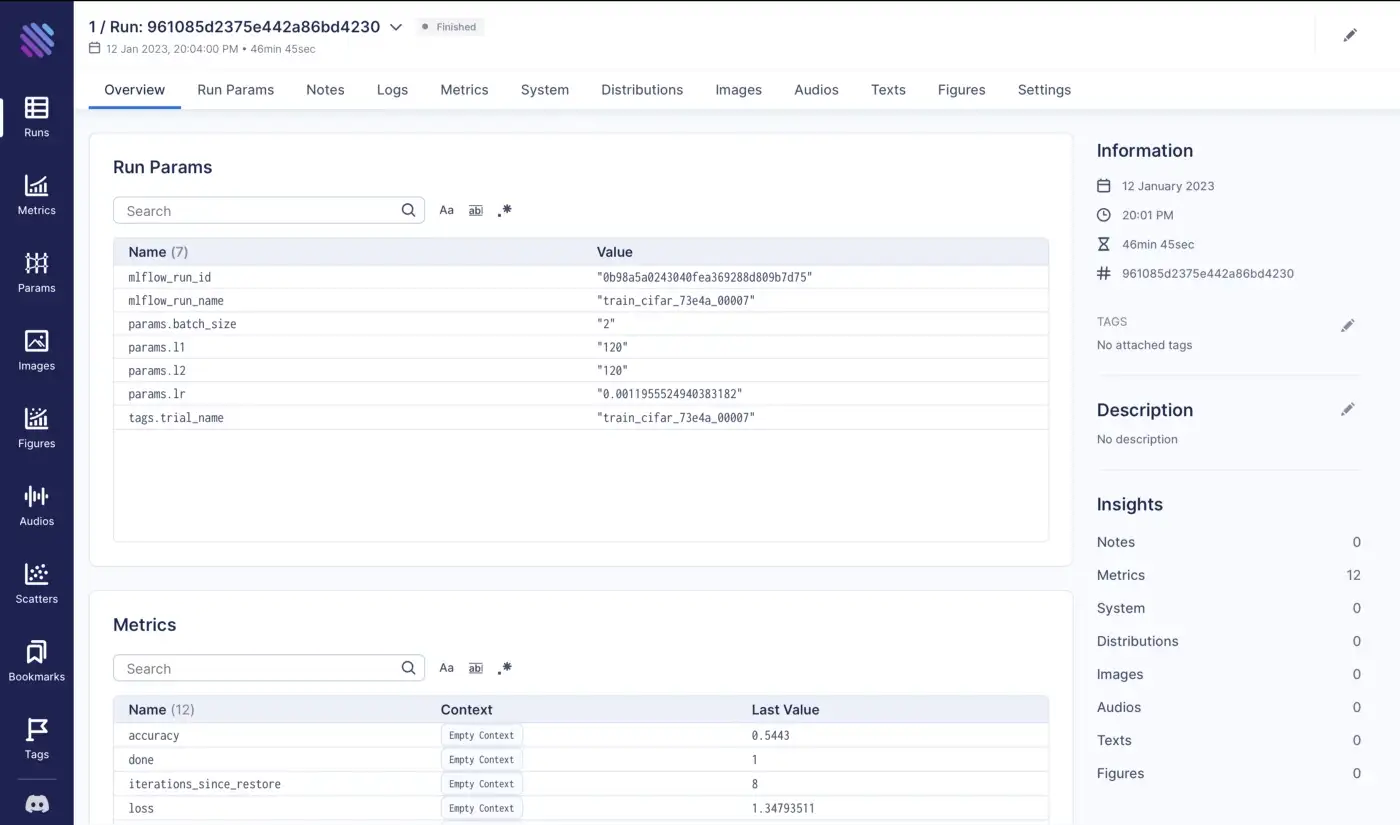 1 / Run: 961085d2375e442a86bd4230
Finished
12 Jan 2023, 20:04:00 PM • 46min 45sec
Runs
Metrics
Params
Images
Figures
Audios
Scatters
Bookmarks
Tags
Overview Run Params Notes Logs Metrics System Distributions Images Audios Texts Figures Settings
Run Params
Search Aa ab .*
Name (7) Value
mlflow_run_id "0b98a5a0243040fea369288d809b7d75"
mlflow_run_name "train_cifar_73e4a_00007"
params.batch_size "2"
params.l1 "120"
params.l2 "120"
params.lr "0.0011955524940383182"
tags.trial_name "train_cifar_73e4a_00007"
Metrics
Search Aa ab .*
Name (12) Context Last Value
accuracy Empty Context 0.5443
done Empty Context 1
iterations_since_restore Empty Context 8
loss Empty Context 1.34793511
Information
12 January 2023
20:01 PM
46min 45sec
961085d2375e442a86bd4230
TAGS
No attached tags
Description
No description
Insights
Notes 0
Metrics 12
System 0
Distributions 0
Images 0
Audios 0
Texts 0
Figures 0